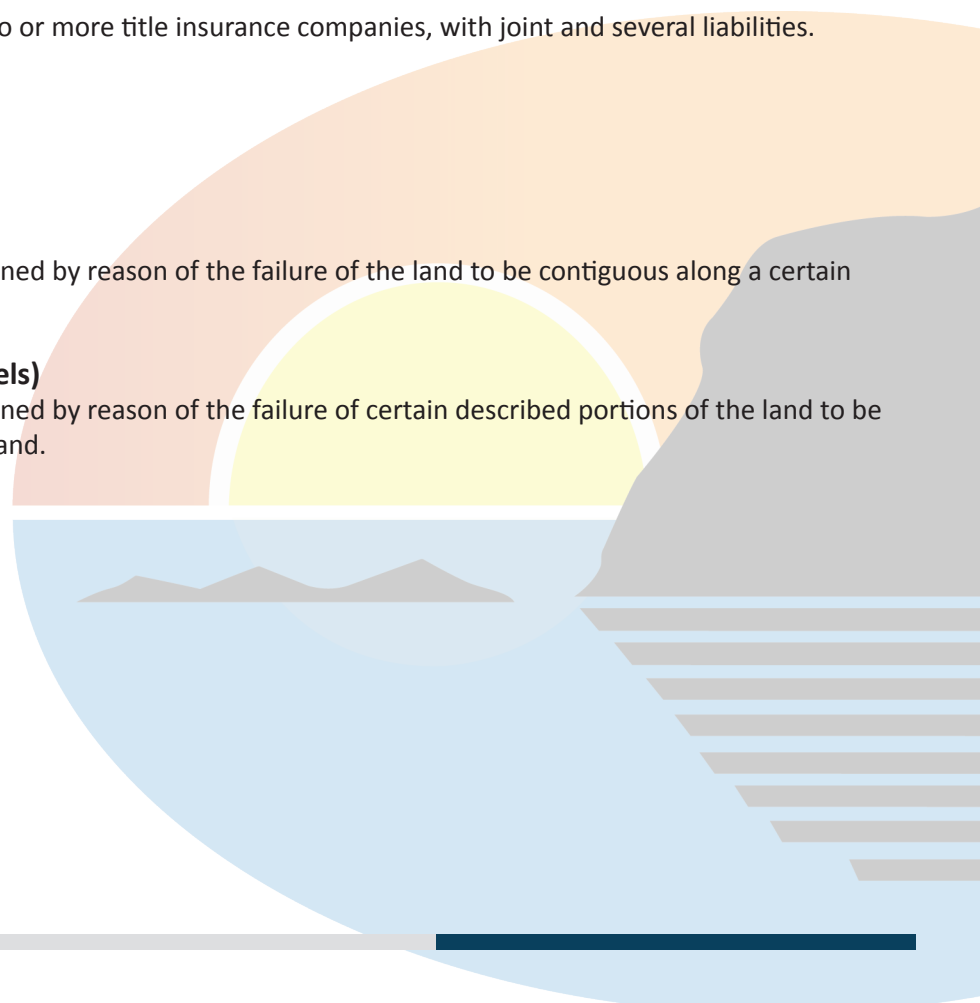 o or more title insurance companies, with joint and several liabilities.
ned by reason of the failure of the land to be contiguous along a certain
els)
ned by reason of the failure of certain described portions of the land to be
and.